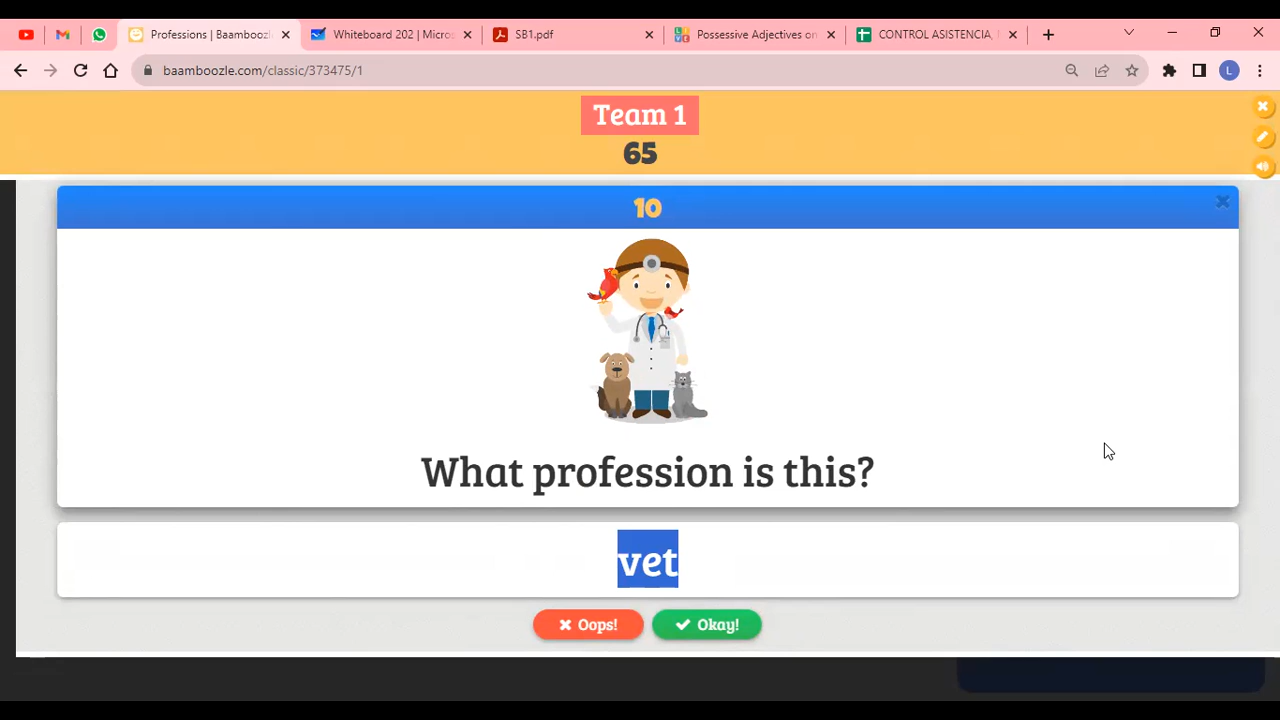 Professions | Baamboozl
Whiteboard 202 | Micros
SB1.pdf
Possessive Adjectives on
CONTROL ASISTENCIA,
baamboozle.com/classic/373475/1
L
Team 1
65
10
What profession is this?
vet
Oops!
Okay!